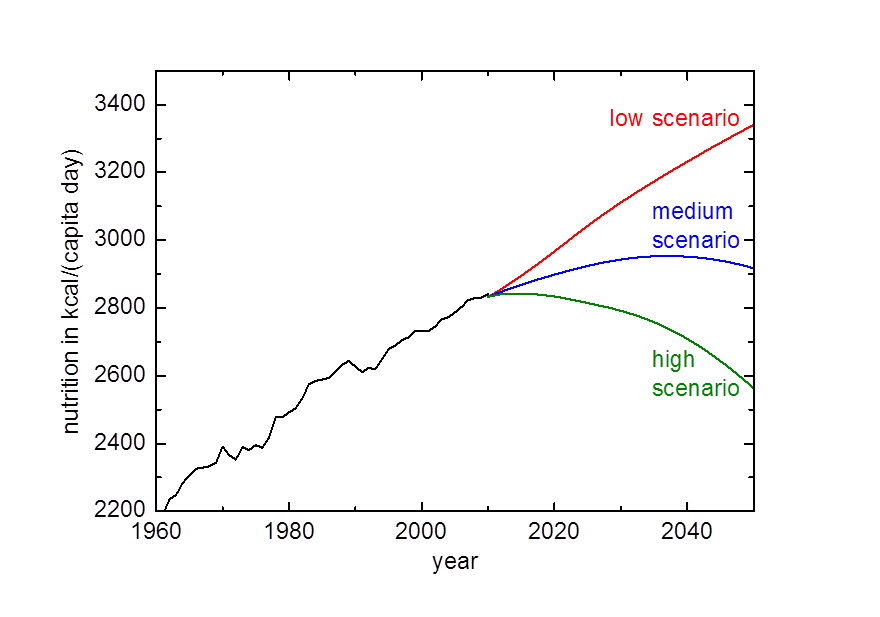 3400
3200
3000
2800
2600
2400
2200
nutrition in kcal/(capita day)
low scenario
medium
scenario
high
scenario
1960
1980
2000
2020
2040
year